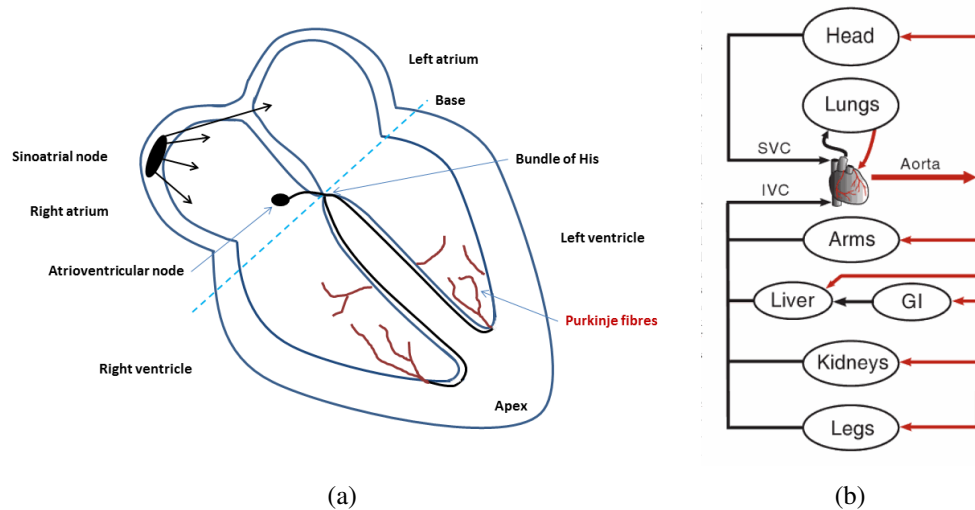 Left atrium
Base
Sinoatrial node
Bundle of His
Right atrium
Left ventricle
Atrioventricular node
Purkinje fibres
Right ventricle
Apex
(a)
Head
Lungs
SVC
Aorta
IVC
Arms
Liver
GI
Kidneys
Legs
(b)